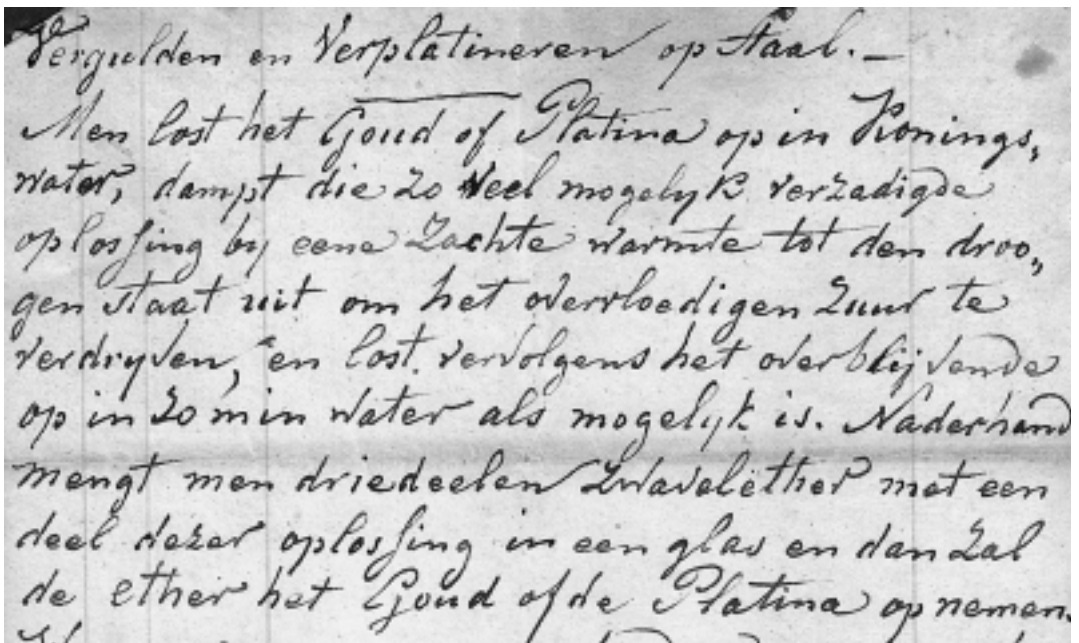 Vergulden en Verplatineren op staal. —
Men lost het Goud of Platina op in Konings„
water, dampt die zo veel mogelyk verzadigde
oplossing by eene zachte warmte tot den droo„
gen staat uit om het overvloedigen zuur te
verdryven, en lost vervolgens het overblijvende
op in zo min water als mogelyk is. Naderhand
mengt men driedeelen zwavelëther met een
deel dezer oplossing in een glas en dan zal
de ether het Goud of de Platina opnemen.